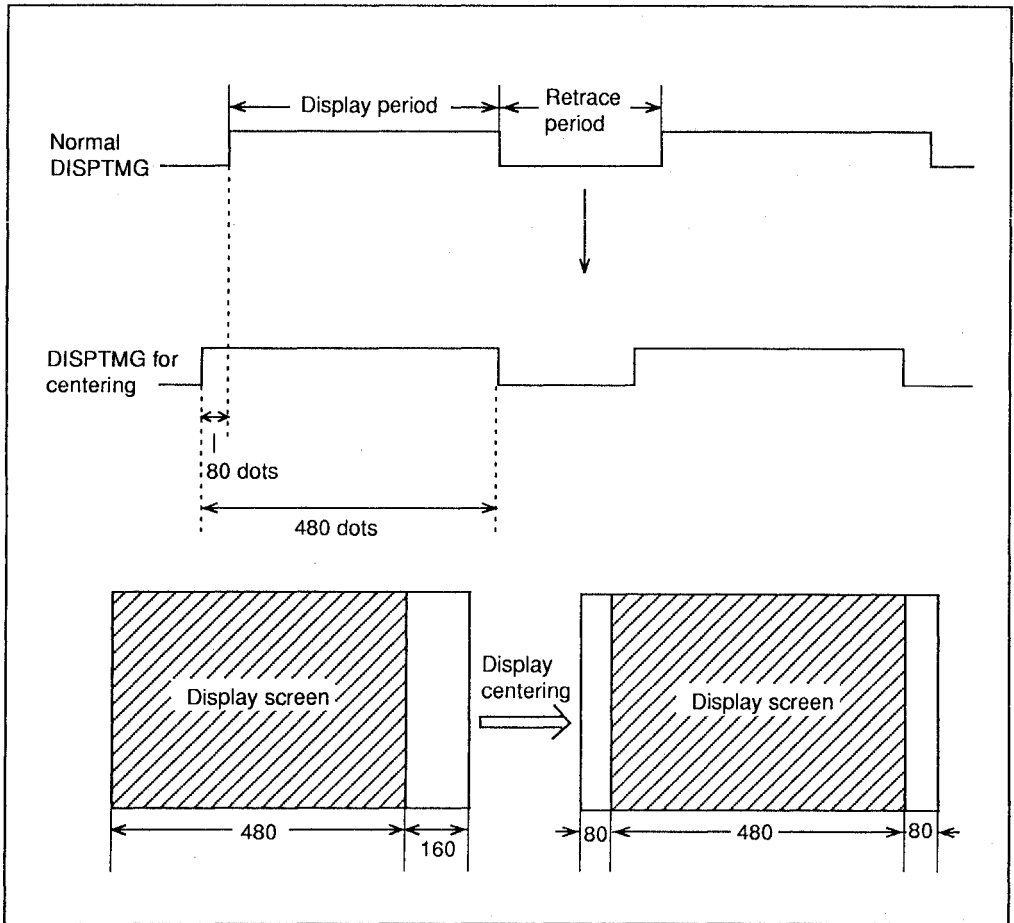 Display period
Retrace
period
Normal
DISPTMG
DISPTMG for
centering
80 dots
480 dots
Display screen
Display
centering
Display screen
480
160
80
480
80